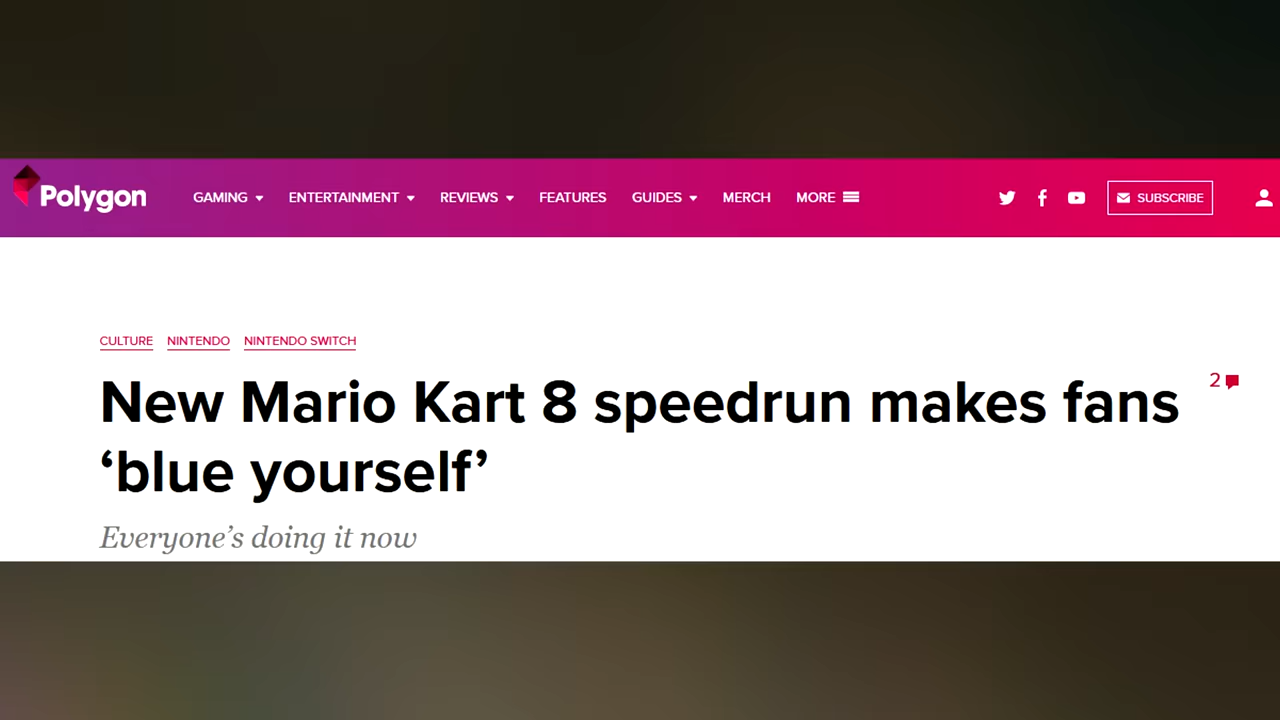 Polygon GAMING ENTERTAINMENT REVIEWS FEATURES GUIDES MERCH MORE SUBSCRIBE
CULTURE NINTENDO NINTENDO SWITCH
2
New Mario Kart 8 speedrun makes fans
‘blue yourself’
Everyone’s doing it now